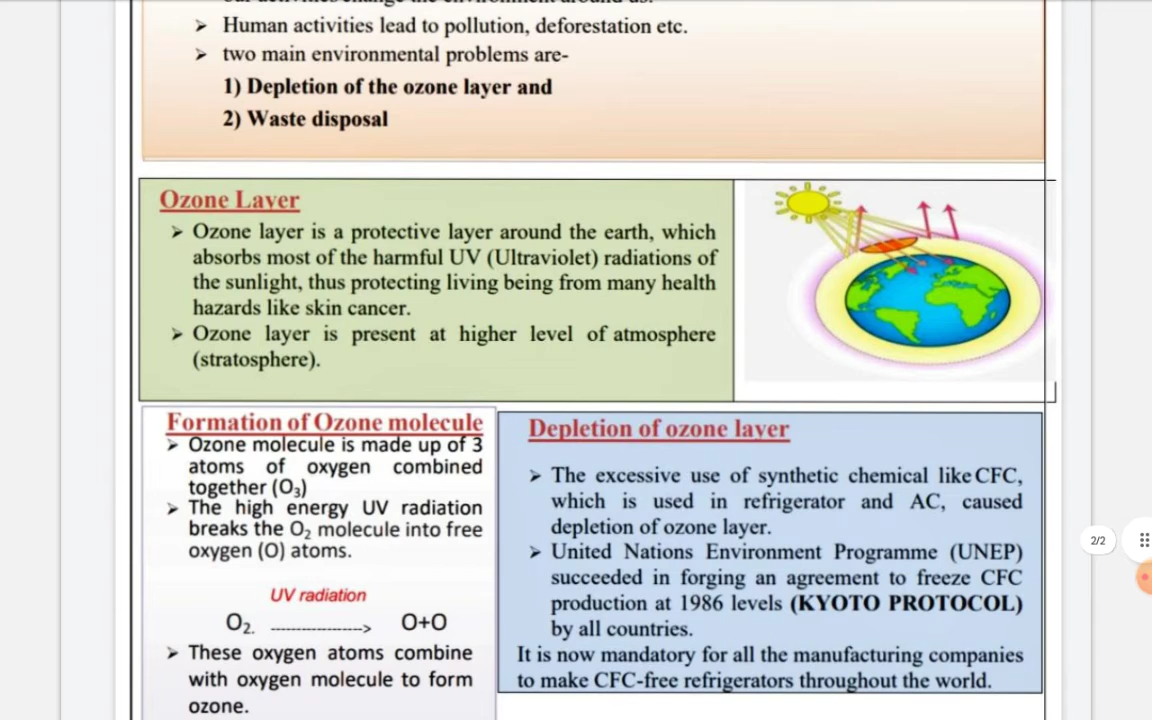 ➢ Human activities lead to pollution, deforestation etc.
➢ two main environmental problems are-
1) Depletion of the ozone layer and
2) Waste disposal
Ozone Layer
➢ Ozone layer is a protective layer around the earth, which
absorbs most of the harmful UV (Ultraviolet) radiations of
the sunlight, thus protecting living being from many health
hazards like skin cancer.
➢ Ozone layer is present at higher level of atmosphere
(stratosphere).
Formation of Ozone molecule
➢ Ozone molecule is made up of 3
atoms of oxygen combined
together (O₃)
➢ The high energy UV radiation
breaks the O₂ molecule into free
oxygen (O) atoms.
UV radiation
O₂. ----------------> O+O
➢ These oxygen atoms combine
with oxygen molecule to form
ozone.
Depletion of ozone layer
➢ The excessive use of synthetic chemical like CFC,
which is used in refrigerator and AC, caused
depletion of ozone layer.
➢ United Nations Environment Programme (UNEP)
succeeded in forging an agreement to freeze CFC
production at 1986 levels (KYOTO PROTOCOL)
by all countries.
It is now mandatory for all the manufacturing companies
to make CFC-free refrigerators throughout the world.
2/2